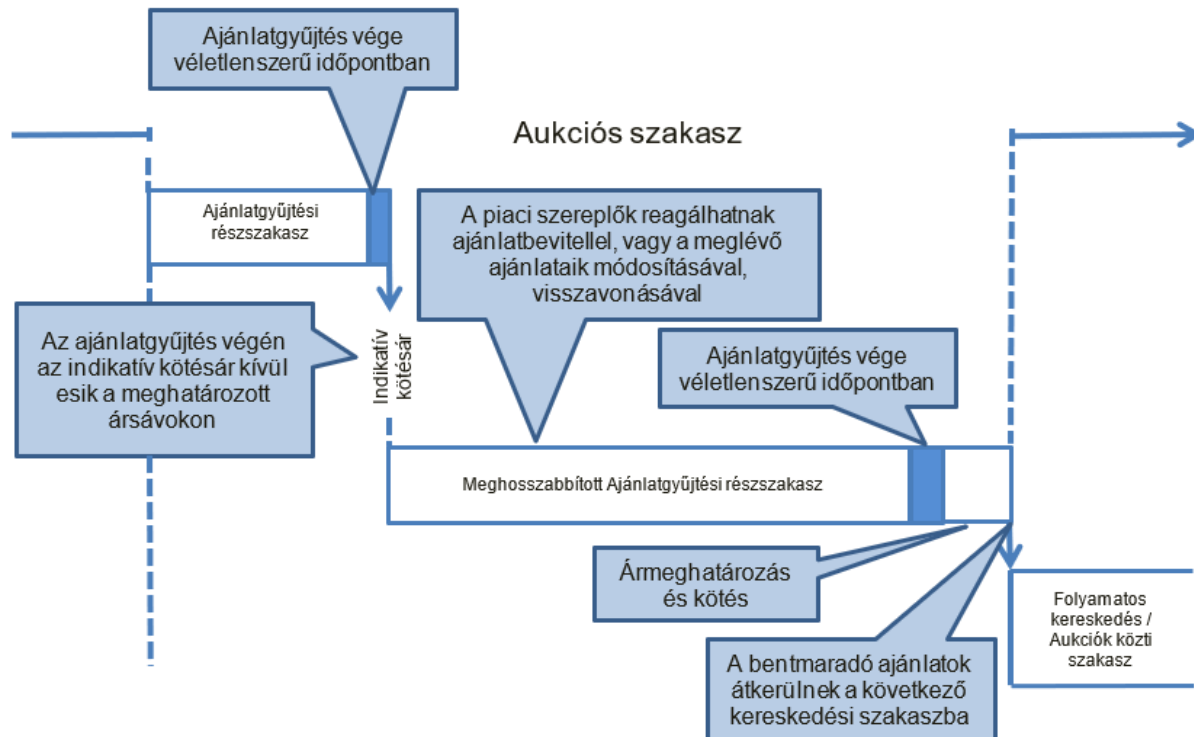 Ajánlatgyűjtés vége
véletlenszerű időpontban
Aukciós szakasz
Ajánlatgyűjtési
részszakasz
A piaci szereplők reagálhatnak
ajánlatbevitellel, vagy a meglévő
ajánlataik módosításával,
visszavonásával
Az ajánlatgyűjtés végén
az indikatív kötésár kívül
esik a meghatározott
ársávokon
Indikatív
kötésár
Ajánlatgyűjtés vége
véletlenszerű időpontban
Meghosszabbított Ajánlatgyűjtési részszakasz
Ármeghatározás
és kötés
Folyamatos
kereskedés /
Aukciók közti
szakasz
A bentmaradó ajánlatok
átkerülnek a következő
kereskedési szakaszba